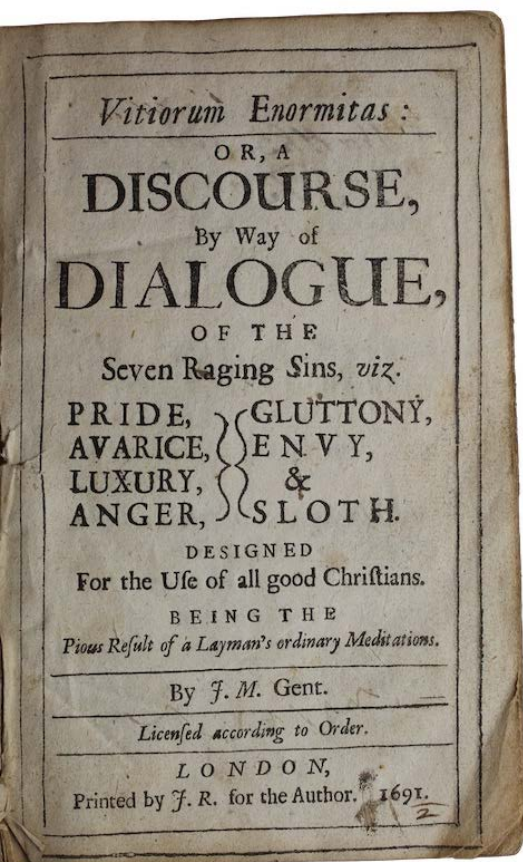 Vitiorum Enormitas :
OR, A
DISCOURSE,
By Way of
DIALOGUE,
OF THE
Seven Raging Sins, viz.
PRIDE, GLUTTONY,
AVARICE, ENVY,
LUXURY, &
ANGER, SLOTH.
DESIGNED
For the Uſe of all good Chriſtians.
BEING THE
Pious Reſult of a Layman's ordinary Meditations.
By J. M. Gent.
Licenſed according to Order.
LONDON,
Printed by J. R. for the Author. 1691.
2